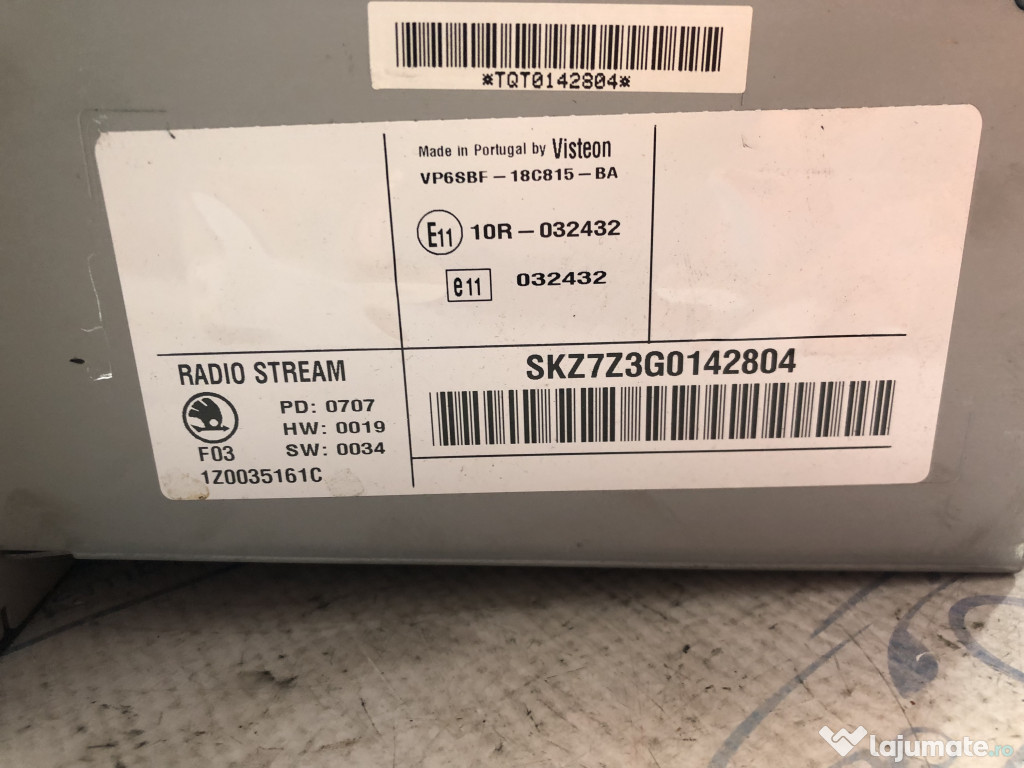 *TQT0142804*
Made in Portugal by Visteon
VP6SBF-18C815-BA
E11 10R-032432
e11 032432
SKZ7Z3G0142804
RADIO STREAM
PD: 0707
HW: 0019
F03 SW: 0034
1Z0035161C
lajumate.ro